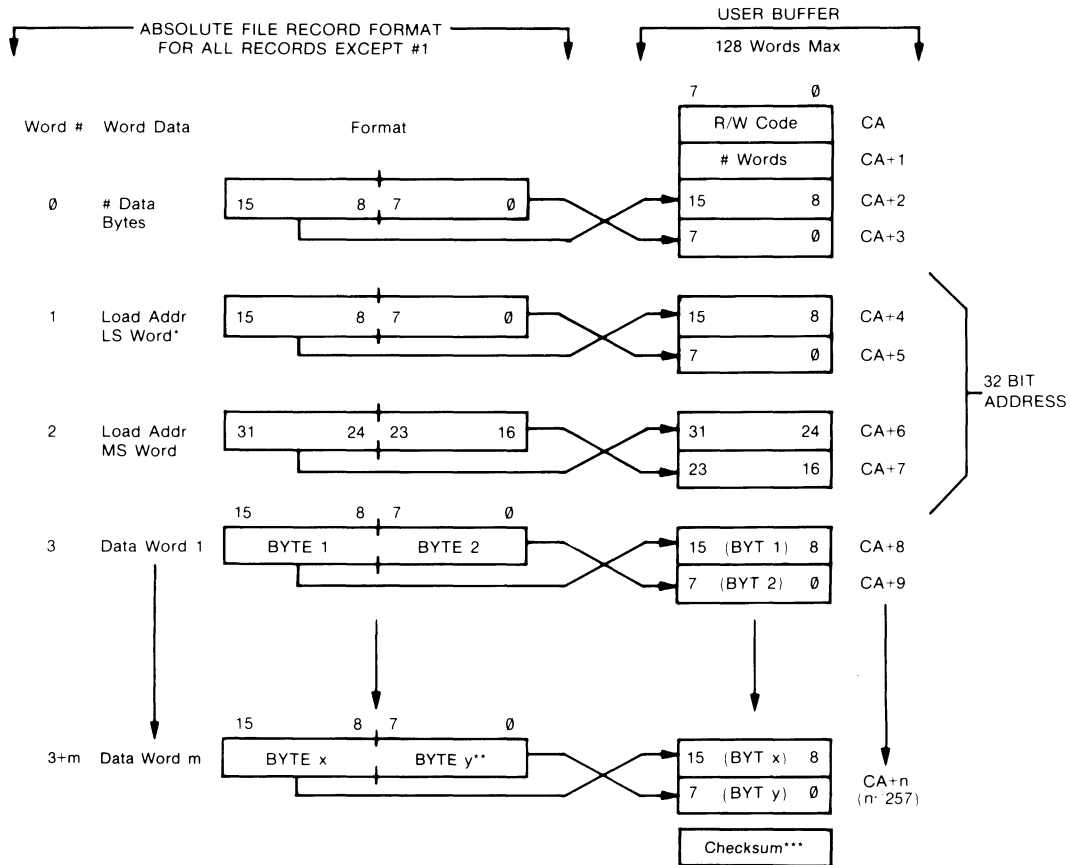 ABSOLUTE FILE RECORD FORMAT
FOR ALL RECORDS EXCEPT #1
USER BUFFER
128 Words Max
7 Ø
Word # Word Data Format
R/W Code CA
# Words CA+1
Ø # Data
Bytes
15 8 7 Ø
15 8 CA+2
7 Ø CA+3
1 Load Addr
LS Word*
15 8 7 Ø
15 8 CA+4
7 Ø CA+5
32 BIT
ADDRESS
2 Load Addr
MS Word
31 24 23 16
31 24 CA+6
23 16 CA+7
15 8 7 Ø
3 Data Word 1
BYTE 1 BYTE 2
15 (BYT 1) 8 CA+8
7 (BYT 2) Ø CA+9
15 8 7 Ø
3+m Data Word m
BYTE x BYTE y**
15 (BYT x) 8
7 (BYT y) Ø
CA+n
257)
Checksum***